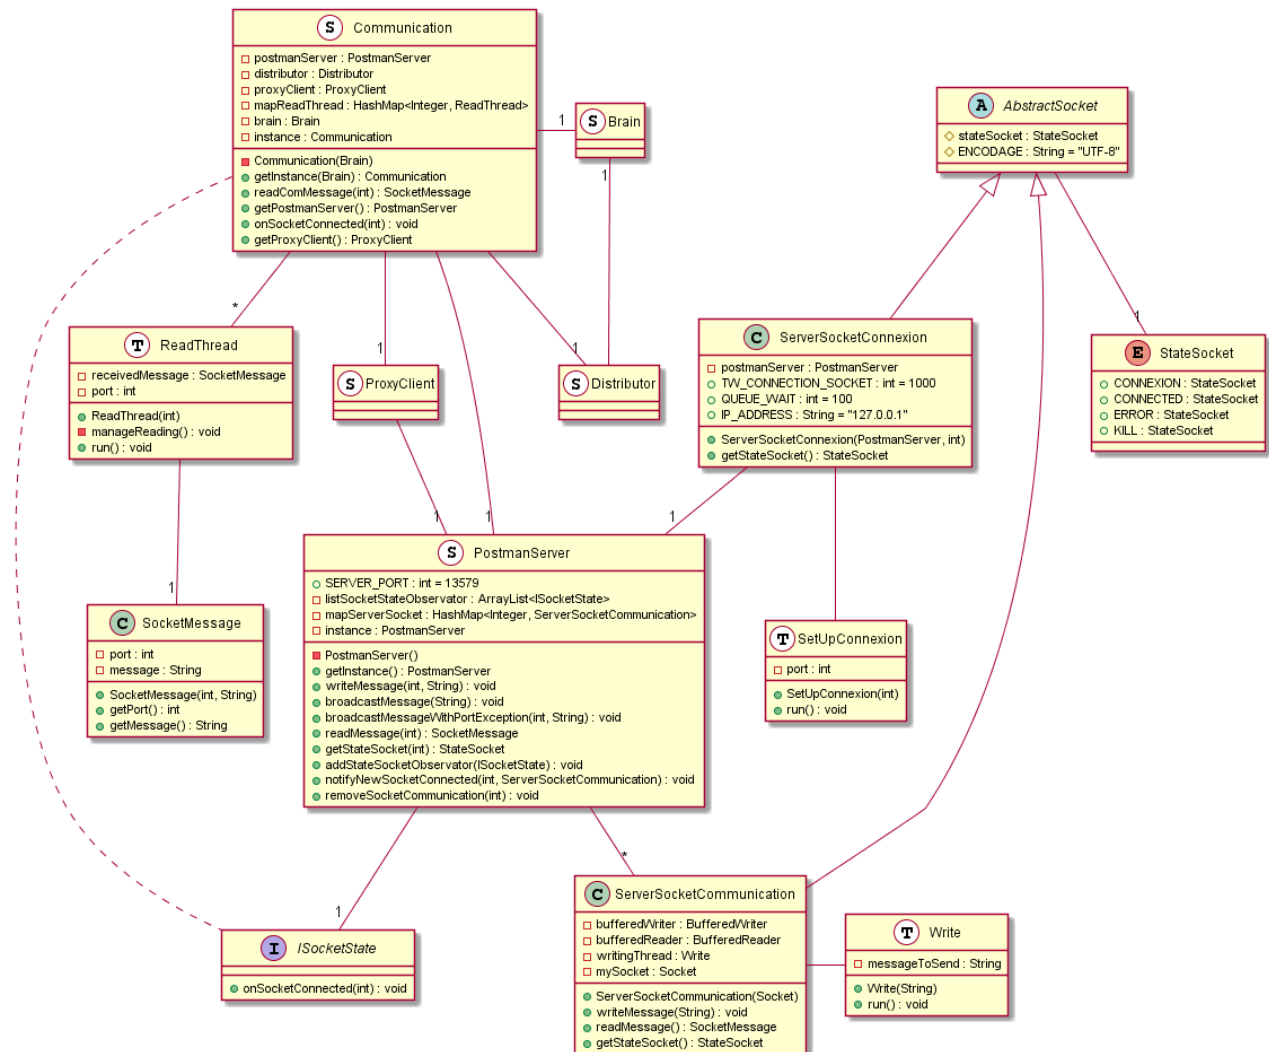 S Communication
postmanServer : PostmanServer
distributor : Distributor
proxyClient : ProxyClient
mapReadThread : HashMap<Integer, ReadThread>
brain : Brain
instance : Communication
Communication(Brain)
getInstance(Brain) : Communication
readComMessage(int) : SocketMessage
getPostmanServer() : PostmanServer
onSocketConnected(int) : void
getProxyClient() : ProxyClient
1
S Brain
1
A AbstractSocket
stateSocket : StateSocket
ENCODAGE : String = "UTF-8"
*
1
1
1
T ReadThread
receivedMessage : SocketMessage
port : int
ReadThread(int)
manageReading() : void
run() : void
S ProxyClient
S Distributor
C ServerSocketConnexion
postmanServer : PostmanServer
TW_CONNECTION_SOCKET : int = 1000
QUEUE_WAIT : int = 100
IP_ADDRESS : String = "127.0.0.1"
ServerSocketConnexion(PostmanServer, int)
getStateSocket() : StateSocket
E StateSocket
CONNEXION : StateSocket
CONNECTED : StateSocket
ERROR : StateSocket
KILL : StateSocket
1
1
1
1
S PostmanServer
SERVER_PORT : int = 13579
listSocketStateObservator : ArrayList<ISocketState>
mapServerSocket : HashMap<Integer, ServerSocketCommunication>
instance : PostmanServer
PostmanServer()
getInstance() : PostmanServer
writeMessage(int, String) : void
broadcastMessage(String) : void
broadcastMessageWithPortException(int, String) : void
readMessage(int) : SocketMessage
getStateSocket(int) : StateSocket
addStateSocketObservator(ISocketState) : void
notifyNewSocketConnected(int, ServerSocketCommunication) : void
removeSocketCommunication(int) : void
C SocketMessage
port : int
message : String
SocketMessage(int, String)
getPort() : int
getMessage() : String
T SetUpConnexion
port : int
SetUpConnexion(int)
run() : void
1
*
I ISocketState
onSocketConnected(int) : void
C ServerSocketCommunication
bufferedWriter : BufferedWriter
bufferedReader : BufferedReader
writingThread : Write
mySocket : Socket
ServerSocketCommunication(Socket)
writeMessage(String) : void
readMessage() : SocketMessage
getStateSocket() : StateSocket
T Write
messageToSend : String
Write(String)
run() : void